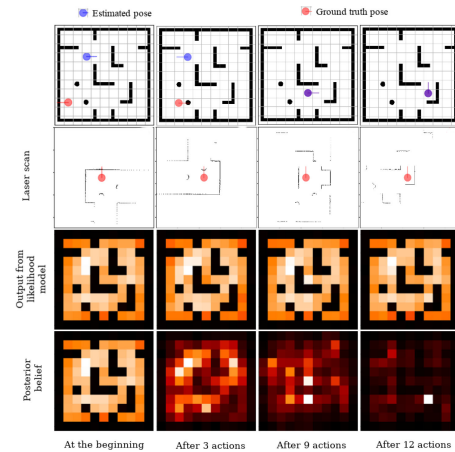 Estimated pose
Ground truth pose
Laser scan
Output from
likelihood
model
Posterior
belief
At the beginning
After 3 actions
After 9 actions
After 12 actions